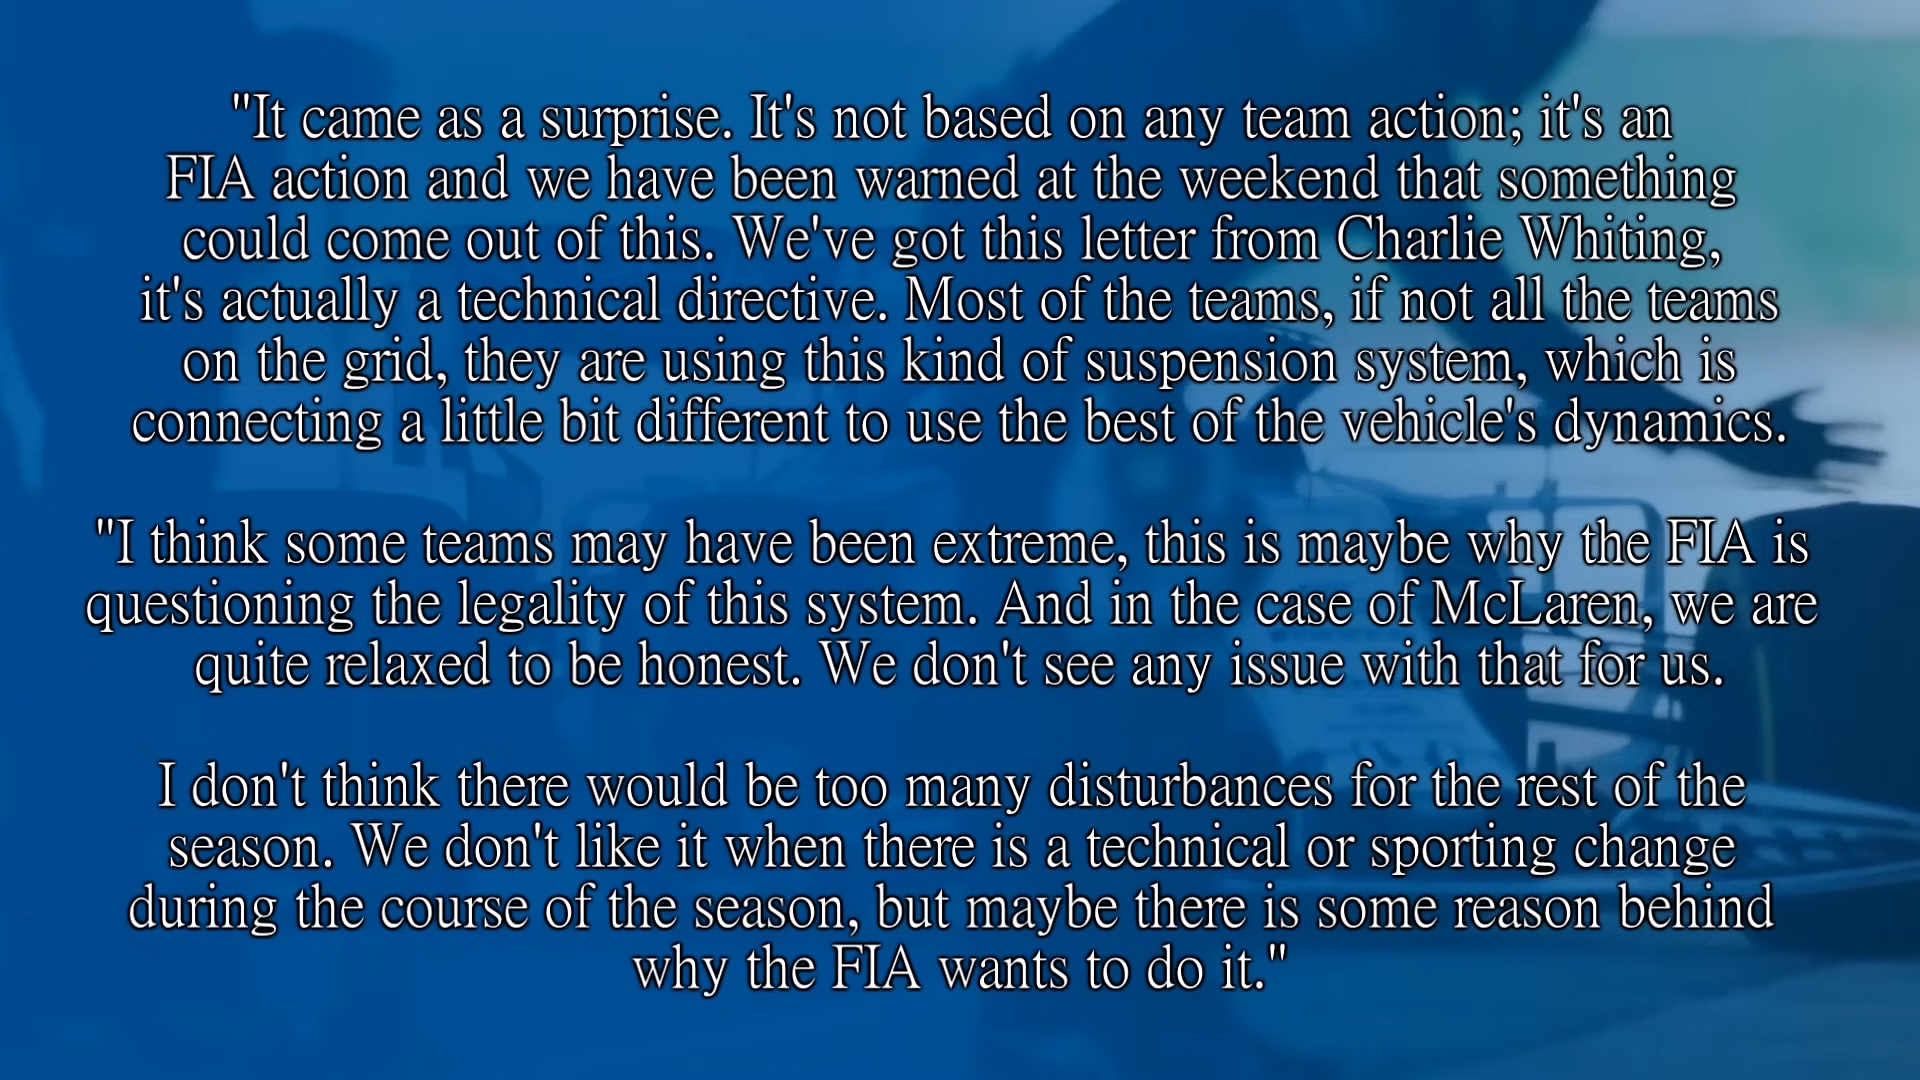 "It came as a surprise. It's not based on any team action; it's an
FIA action and we have been warned at the weekend that something
could come out of this. We've got this letter from Charlie Whiting,
it's actually a technical directive. Most of the teams, if not all the teams
on the grid, they are using this kind of suspension system, which is
connecting a little bit different to use the best of the vehicle's dynamics.
"I think some teams may have been extreme, this is maybe why the FIA is
questioning the legality of this system. And in the case of McLaren, we are
quite relaxed to be honest. We don't see any issue with that for us.
I don't think there would be too many disturbances for the rest of the
season. We don't like it when there is a technical or sporting change
during the course of the season, but maybe there is some reason behind
why the FIA wants to do it."